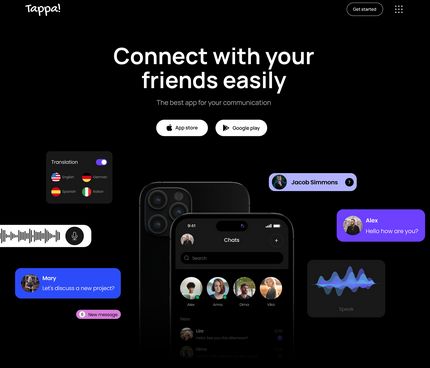 Tappa!
Get started
Connect with your
friends easily
The best app for your communication
App store
Google play
Translation
English
German
Spanish
Italian
Jacob Simmons
Alex
Hello how are you?
9:41
Chats
Search
Mary
Let's discuss a new project?
New message
Alex
Anna
Dima
Vika
Speak